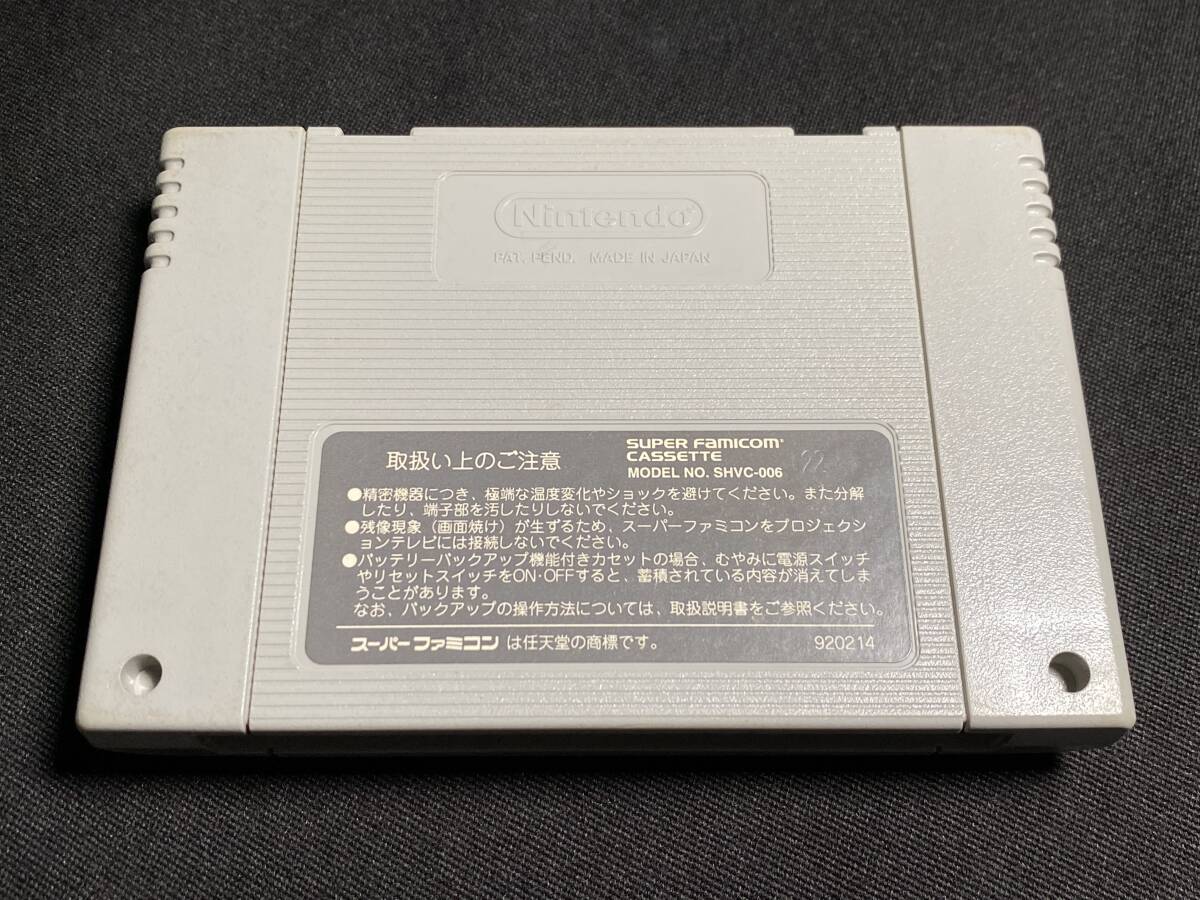 Nintendo®
PAT. PEND. MADE IN JAPAN
取扱い上のご注意
SUPER FAMICOM®
CASSETTE
MODEL NO. SHVC-006
22
●精密機器につき、極端な温度変化やショックを避けてください。また分解
したり、端子部を汚したりしないでください。
●残像現象（画面焼け）が生ずるため、スーパーファミコンをプロジェクシ
ョンテレビには接続しないでください。
●バッテリーバックアップ機能付きカセットの場合、むやみに電源スイッチ
やリセットスイッチをON·OFFすると、蓄積されている内容が消えてしま
うことがあります。
なお、バックアップの操作方法については、取扱説明書をご参照ください。
スーパーファミコン は任天堂の商標です。
920214